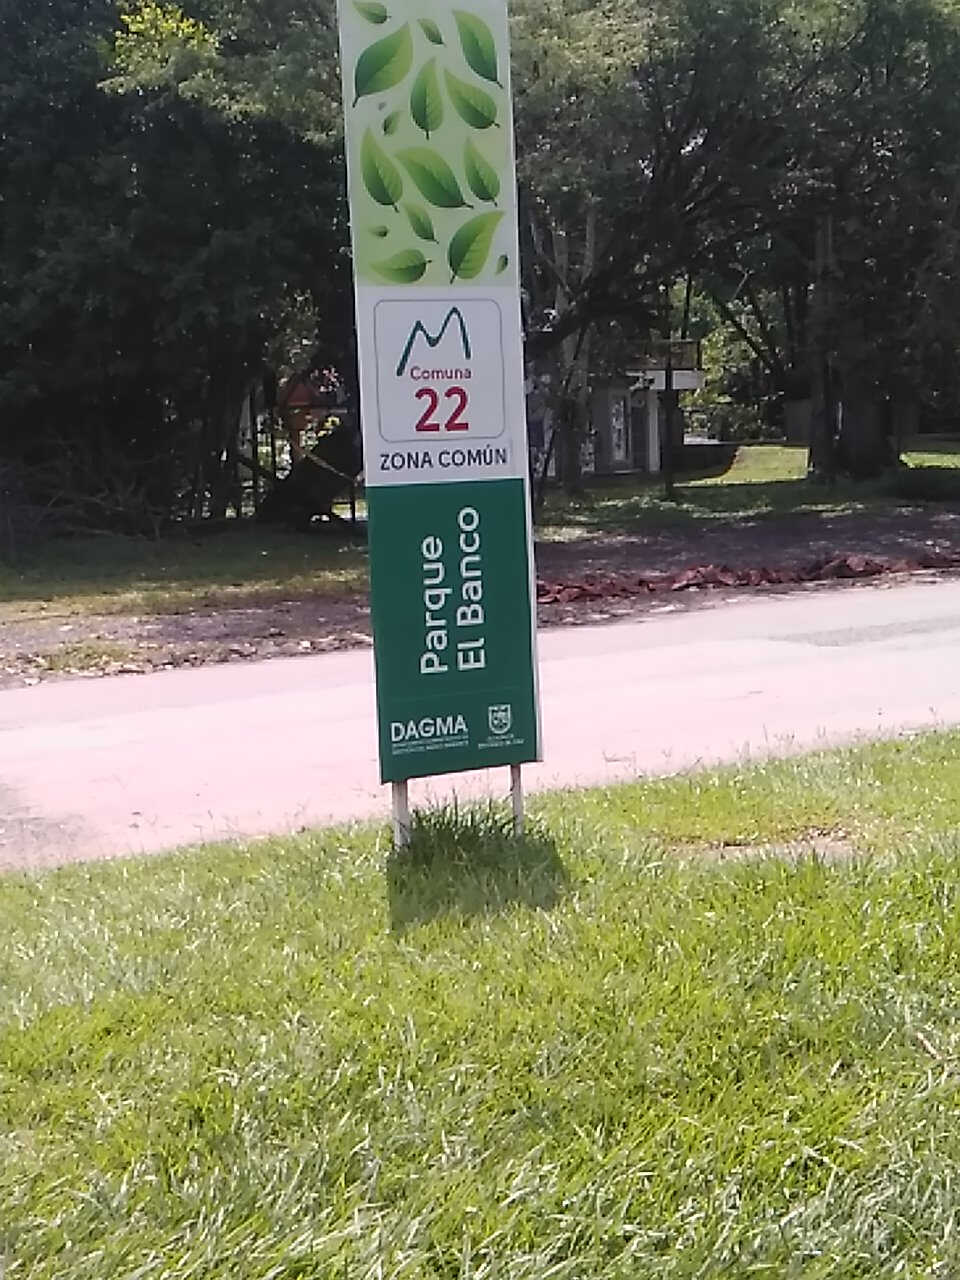 Comuna
22
ZONA COMÚN
Parque
El Banco
DAGMA